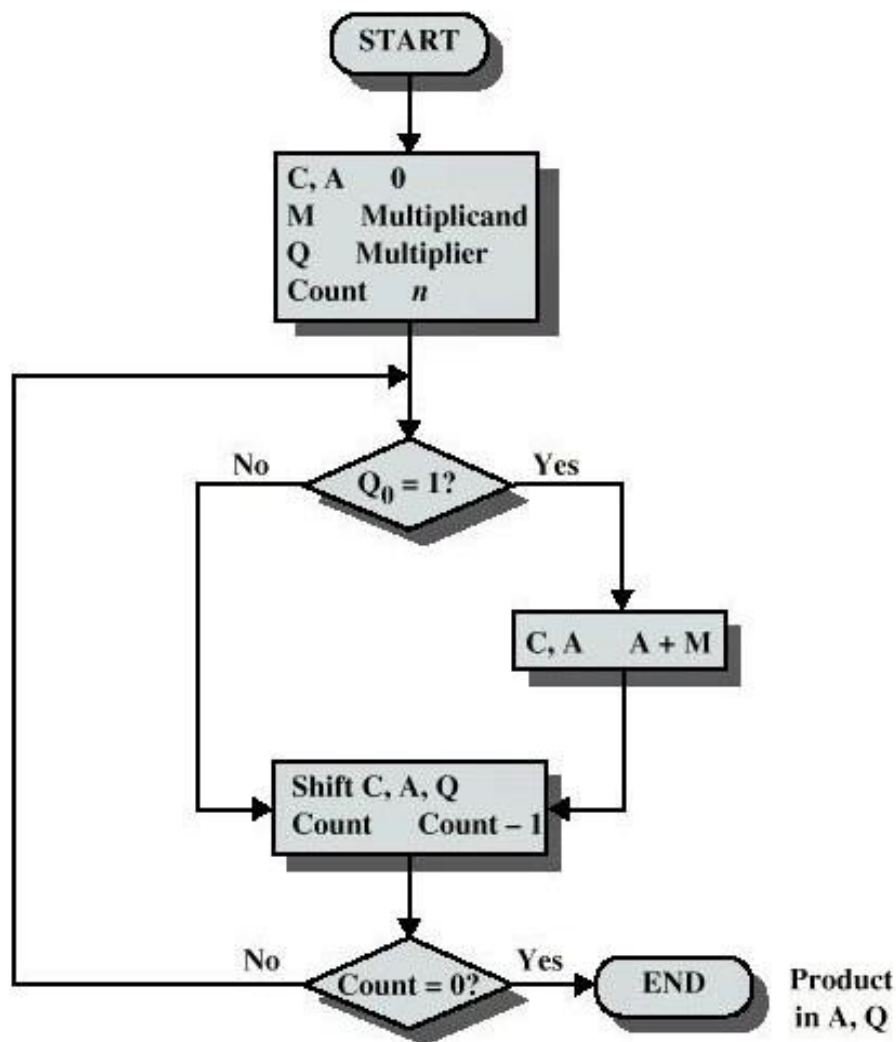 START
C, A 0
M Multiplicand
Q Multiplier
Count n
No
Q0 = 1?
Yes
C, A A + M
Shift C, A, Q
Count Count – 1
No
Count = 0?
Yes
END
Product
in A, Q